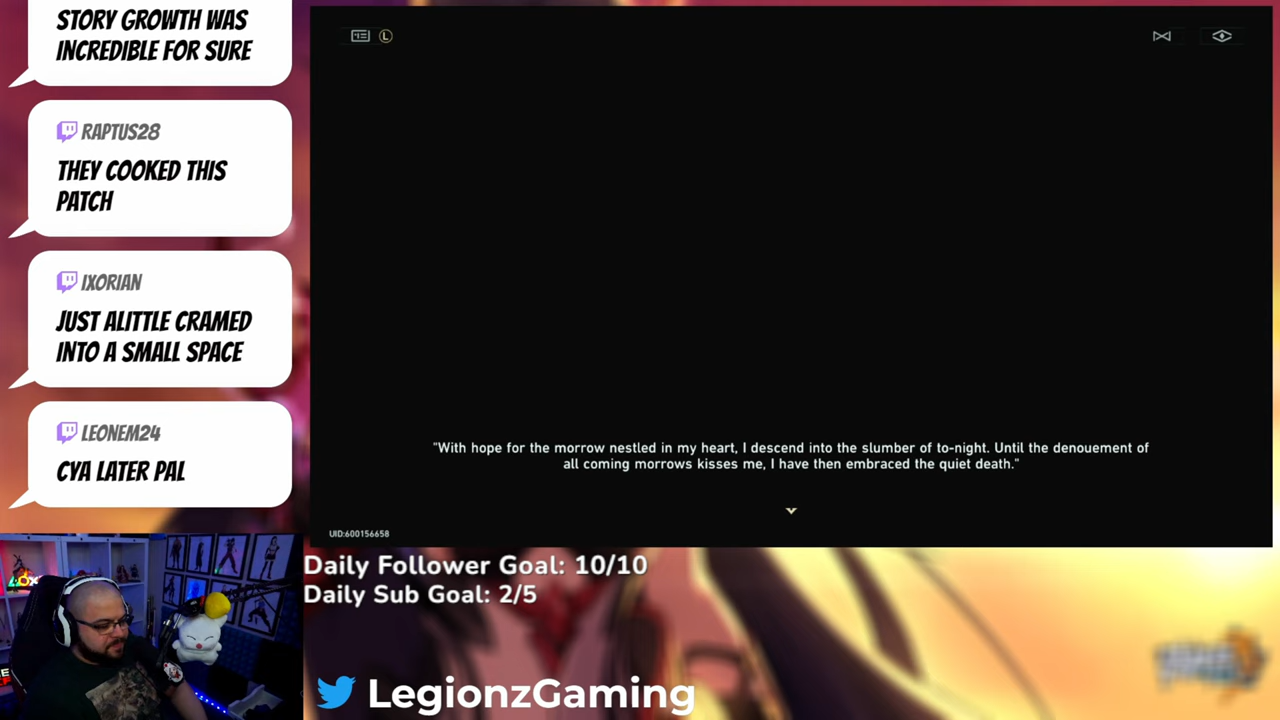 STORY GROWTH WAS
INCREDIBLE FOR SURE
RAPTUS28
THEY COOKED THIS
PATCH
IXORIAN
JUST ALITTLE CRAMED
INTO A SMALL SPACE
LEONEM24
CYA LATER PAL
L
"With hope for the morrow nestled in my heart, I descend into the slumber of to-night. Until the denouement of
all coming morrows kisses me, I have then embraced the quiet death."
UID:600156658
Daily Follower Goal: 10/10
Daily Sub Goal: 2/5
LegionzGaming